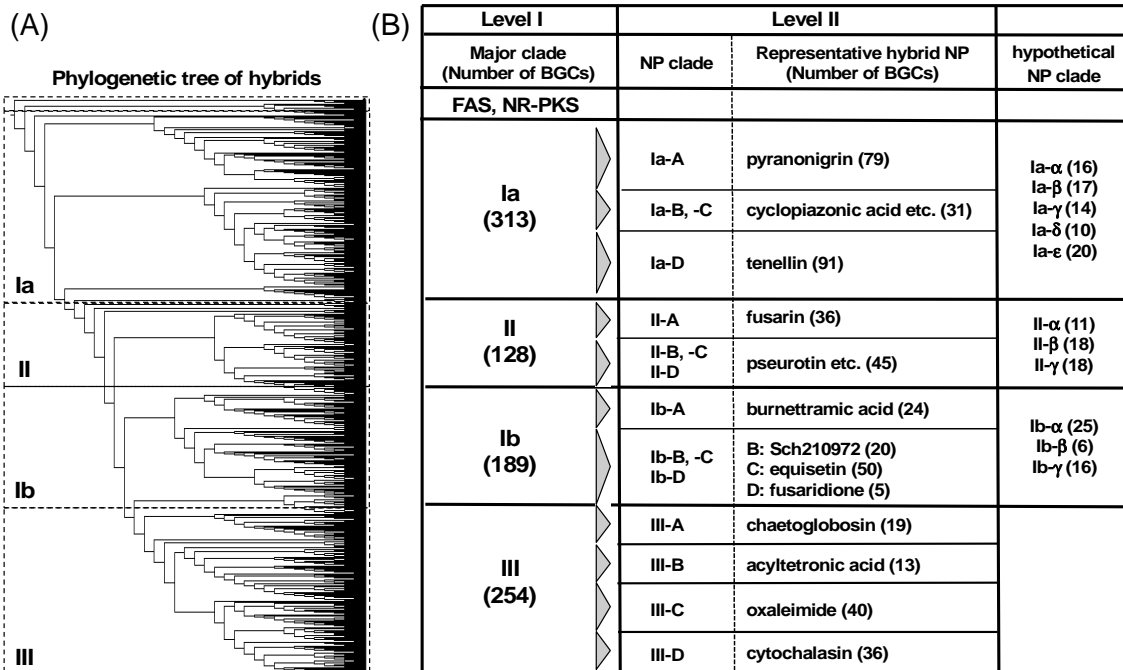 (A)
Phylogenetic tree of hybrids
Ia
II
Ib
III
(B)
Level I
Level II
Major clade
(Number of BGCs)
NP clade
Representative hybrid NP
(Number of BGCs)
hypothetical
NP clade
FAS, NR-PKS
Ia
(313)
Ia-A
pyranonigrin (79)
Ia-B, -C
cyclopiazonic acid etc. (31)
Ia-D
tenellin (91)
Ia-α (16)
Ia-β (17)
Ia-γ (14)
Ia-δ (10)
Ia-ε (20)
II
(128)
II-A
fusarin (36)
II-B, -C
II-D
pseurotin etc. (45)
II-α (11)
II-β (18)
II-γ (18)
Ib
(189)
Ib-A
burnettramic acid (24)
Ib-B, -C
Ib-D
B: Sch210972 (20)
C: equisetin (50)
D: fusaridione (5)
Ib-α (25)
Ib-β (6)
Ib-γ (16)
III
(254)
III-A
chaetoglobosin (19)
III-B
acyltetronic acid (13)
III-C
oxaleimide (40)
III-D
cytochalasin (36)